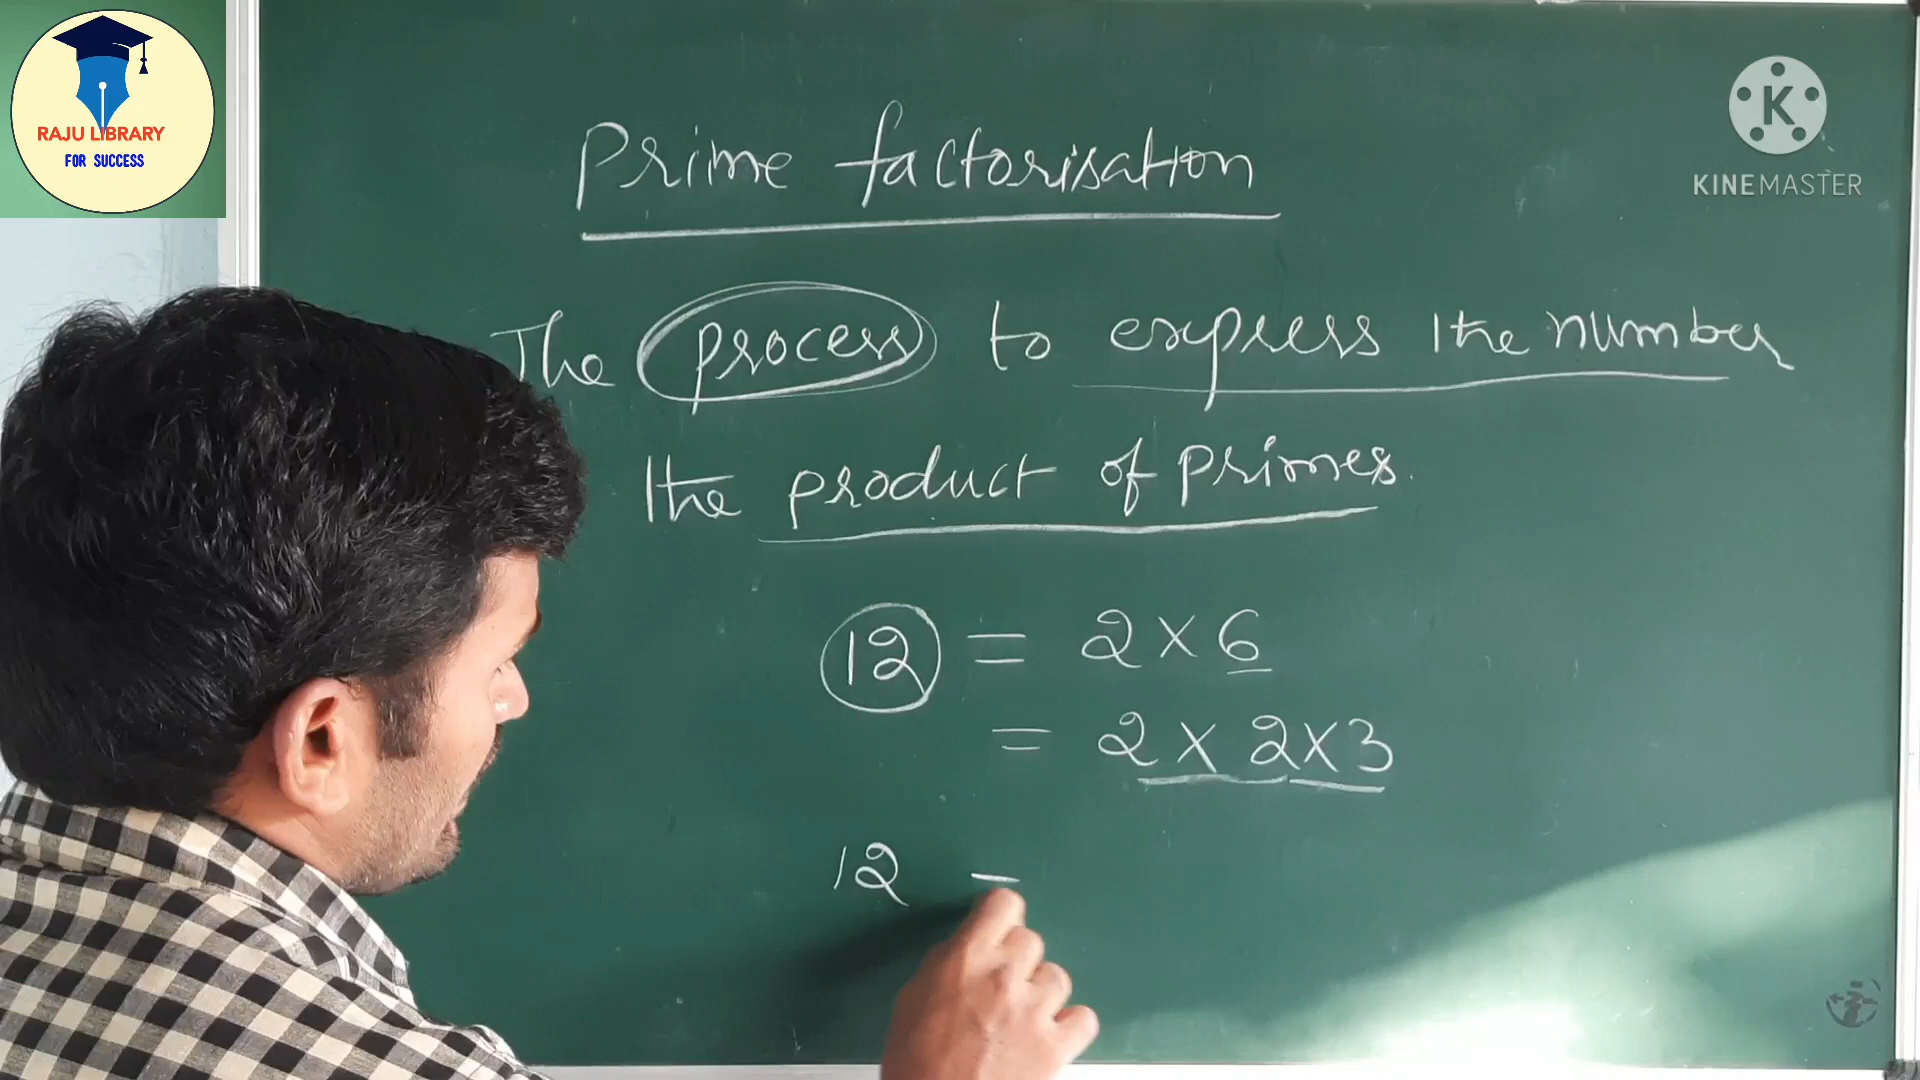 RAJU LIBRARY
FOR SUCCESS
K
KINEMASTER
Prime factorisation
The process to express the number
the product of primes.
12 = 2 × 6
= 2 × 2 × 3
12 –